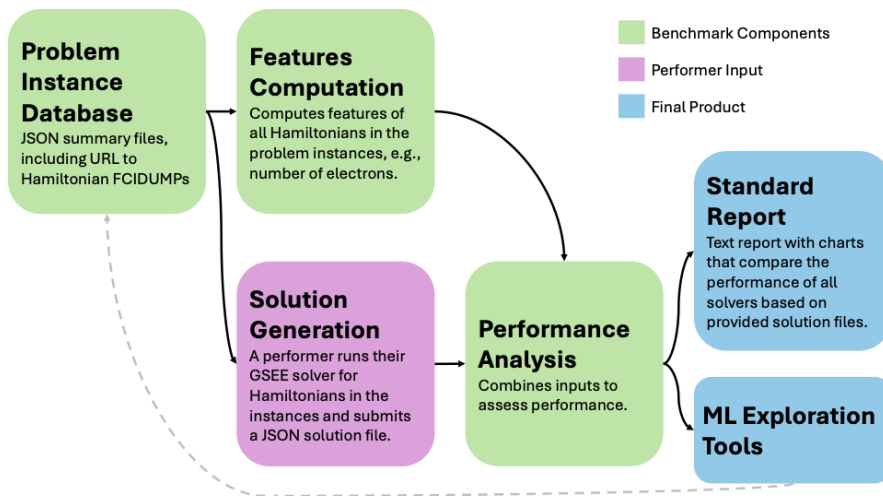 Problem
Instance
Database
JSON summary files,
including URL to
Hamiltonian FCIDUMPs
Features
Computation
Computes features of
all Hamiltonians in the
problem instances, e.g.,
number of electrons.
Benchmark Components
Performer Input
Final Product
Solution
Generation
A performer runs their
GSEE solver for
Hamiltonians in the
instances and submits
a JSON solution file.
Performance
Analysis
Combines inputs to
assess performance.
Standard
Report
Text report with charts
that compare the
performance of all
solvers based on
provided solution files.
ML Exploration
Tools